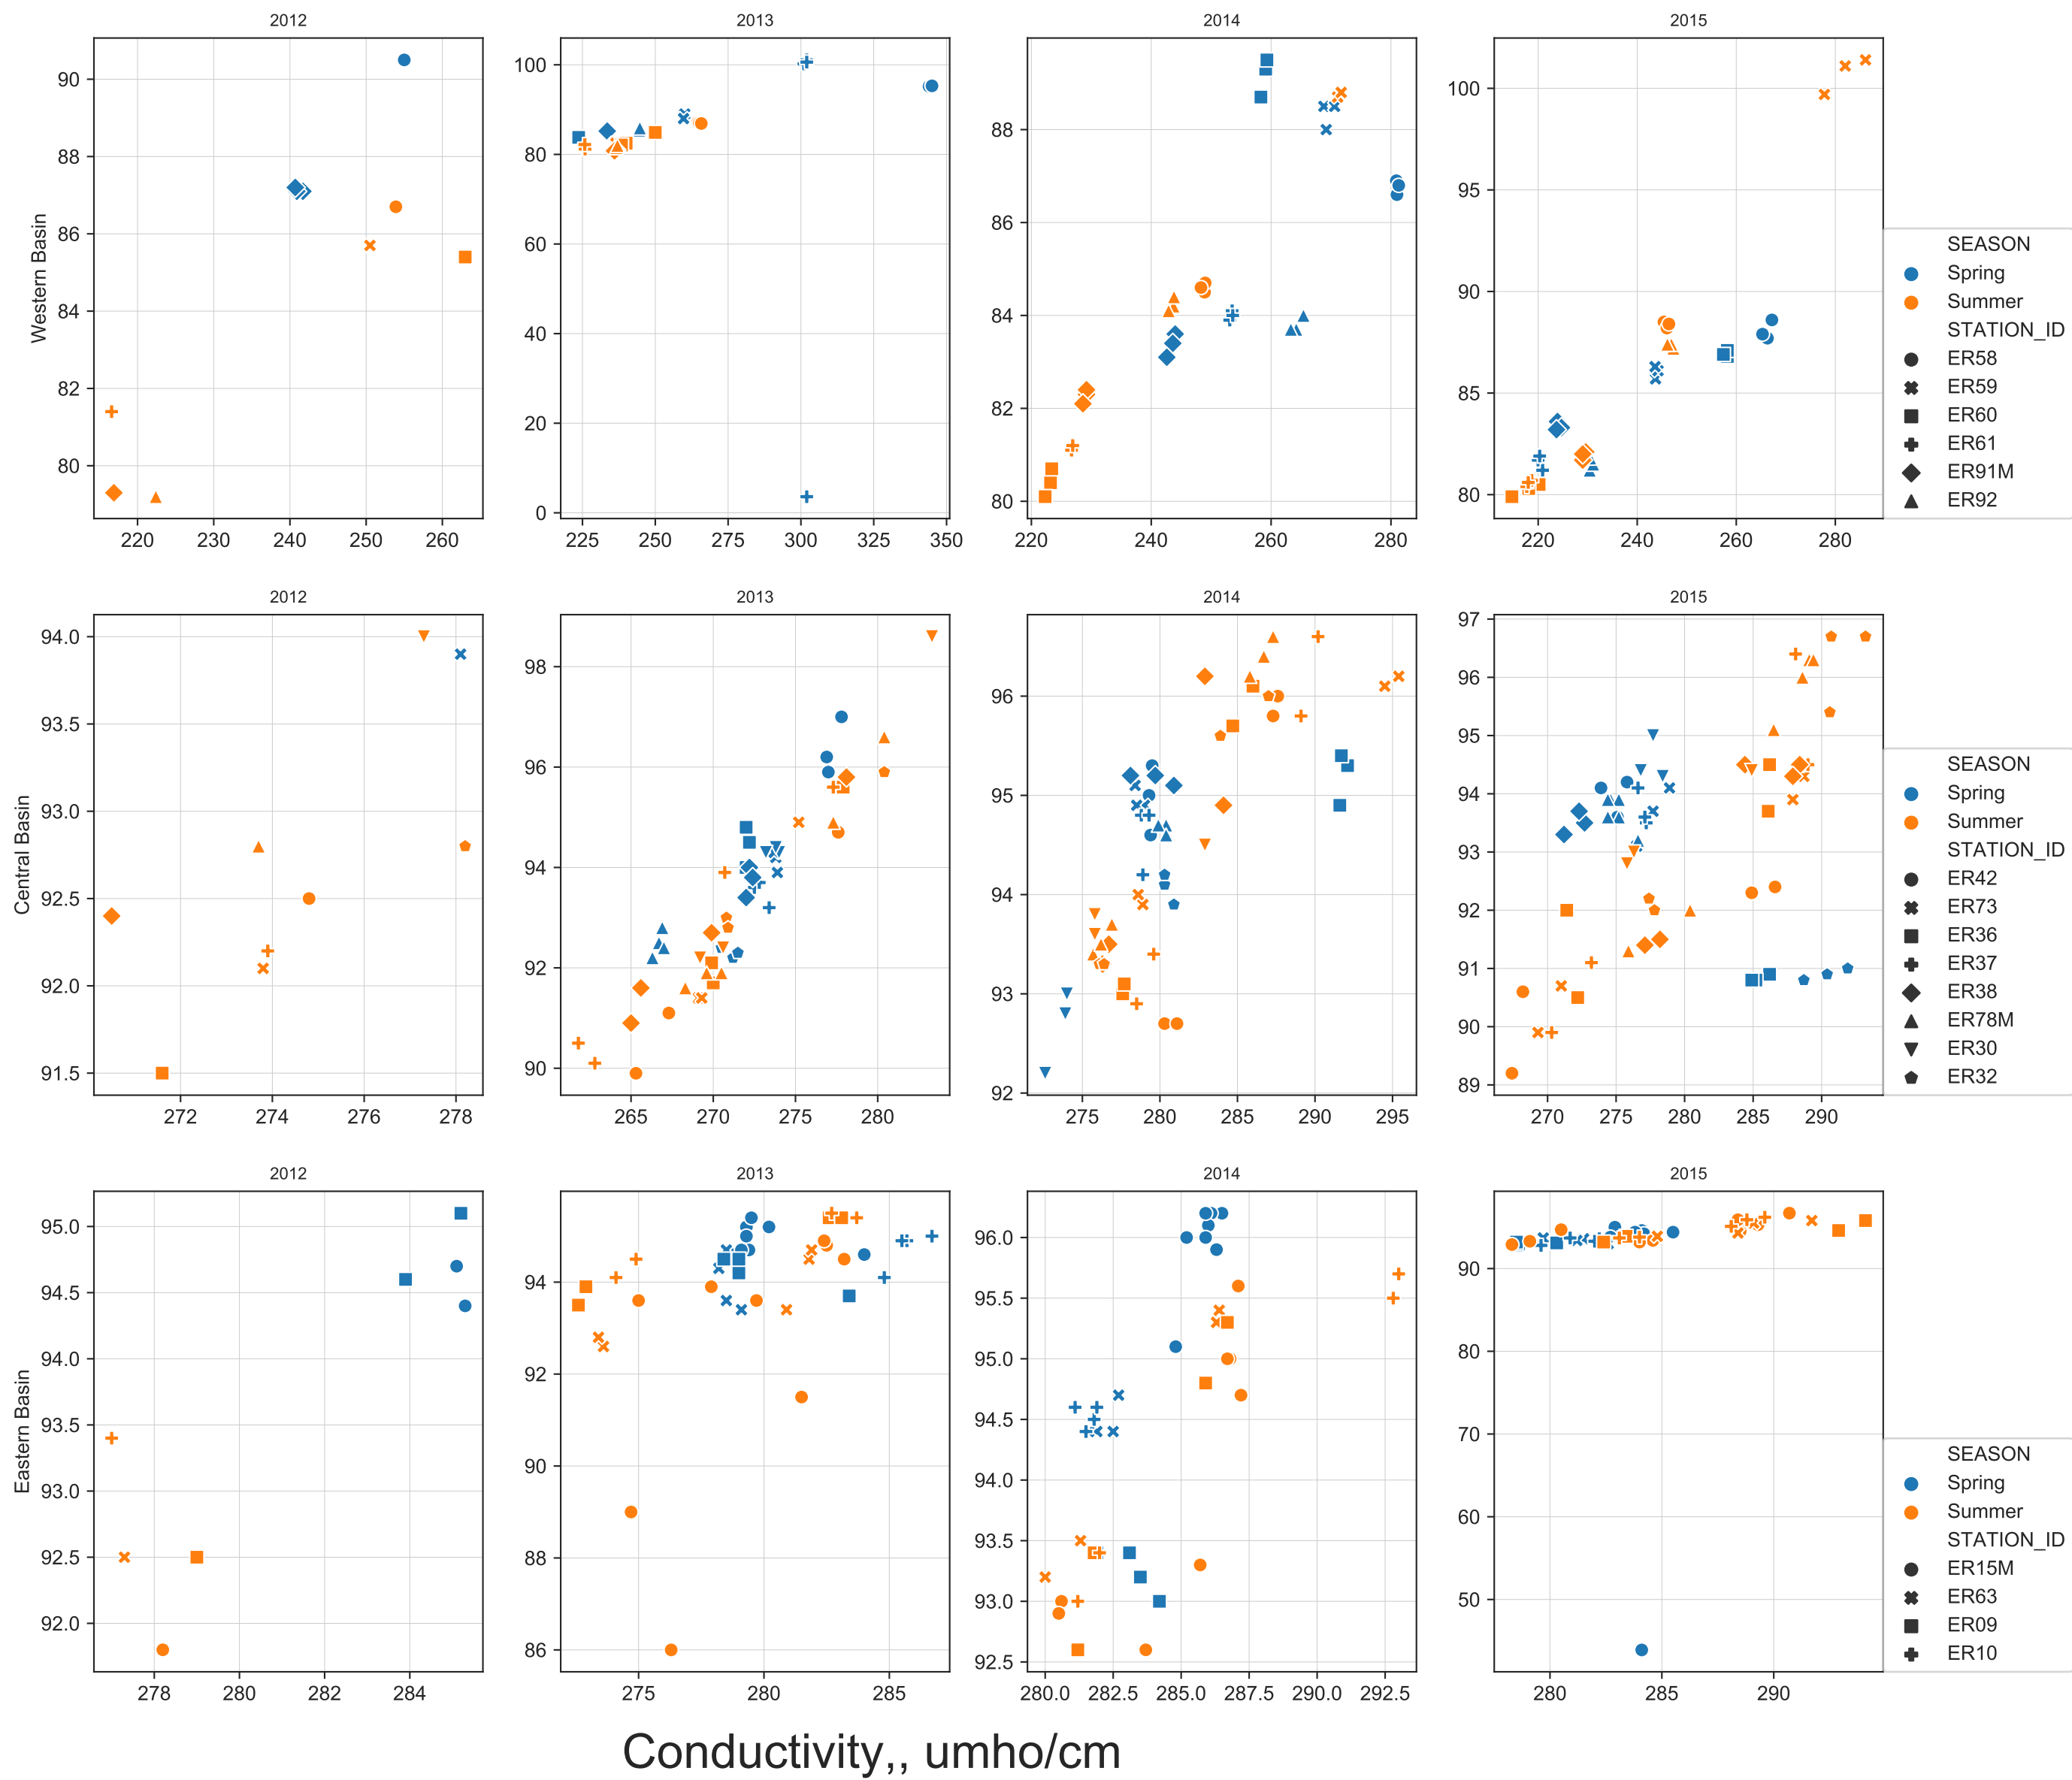 2012
2013
2014
2015
90
88
86
84
82
80
220 230 240 250 260
Western Basin
100
80
60
40
20
0
225 250 275 300 325 350
88
86
84
82
80
220 240 260 280
100
95
90
85
80
220 240 260 280
SEASON
Spring
Summer
STATION_ID
ER58
ER59
ER60
ER61
ER91M
ER92
2012
2013
2014
2015
94.0
93.5
93.0
92.5
92.0
91.5
272 274 276 278
Central Basin
98
96
94
92
90
265 270 275 280
96
95
94
93
92
275 280 285 290 295
97
96
95
94
93
92
91
90
89
270 275 280 285 290
SEASON
Spring
Summer
STATION_ID
ER42
ER73
ER36
ER37
ER38
ER78M
ER30
ER32
2012
2013
2014
2015
95.0
94.5
94.0
93.5
93.0
92.5
92.0
278 280 282 284
Eastern Basin
94
92
90
88
86
275 280 285
96.0
95.5
95.0
94.5
94.0
93.5
93.0
92.5
280.0 282.5 285.0 287.5 290.0 292.5
90
80
70
60
50
280 285 290
SEASON
Spring
Summer
STATION_ID
ER15M
ER63
ER09
ER10
Conductivity,, umho/cm